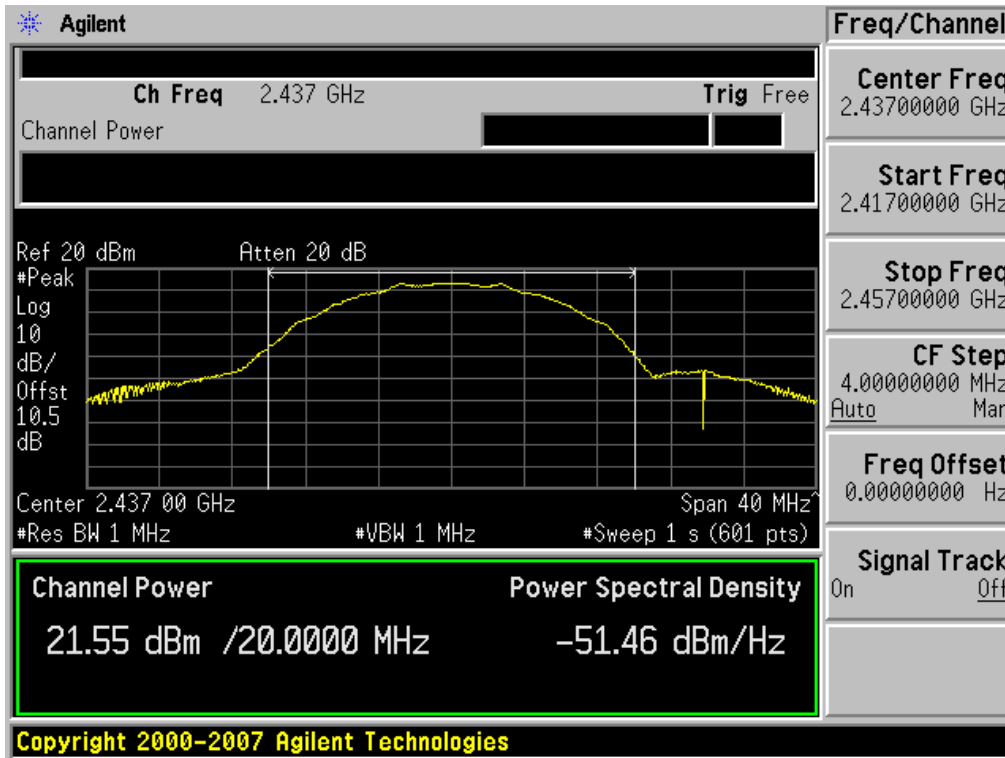 Agilent
Ch Freq 2.437 GHz Trig Free
Channel Power
Ref 20 dBm Atten 20 dB
#Peak
Log
10
dB/
Offst
10.5
dB
Center 2.437 00 GHz Span 40 MHz^
#Res BW 1 MHz #VBW 1 MHz #Sweep 1 s (601 pts)
Channel Power Power Spectral Density
21.55 dBm /20.0000 MHz -51.46 dBm/Hz
Copyright 2000-2007 Agilent Technologies
Freq/Channel
Center Freq
2.43700000 GHz
Start Freq
2.41700000 GHz
Stop Freq
2.45700000 GHz
CF Step
4.00000000 MHz
Auto Man
Freq Offset
0.00000000 Hz
Signal Track
On Off